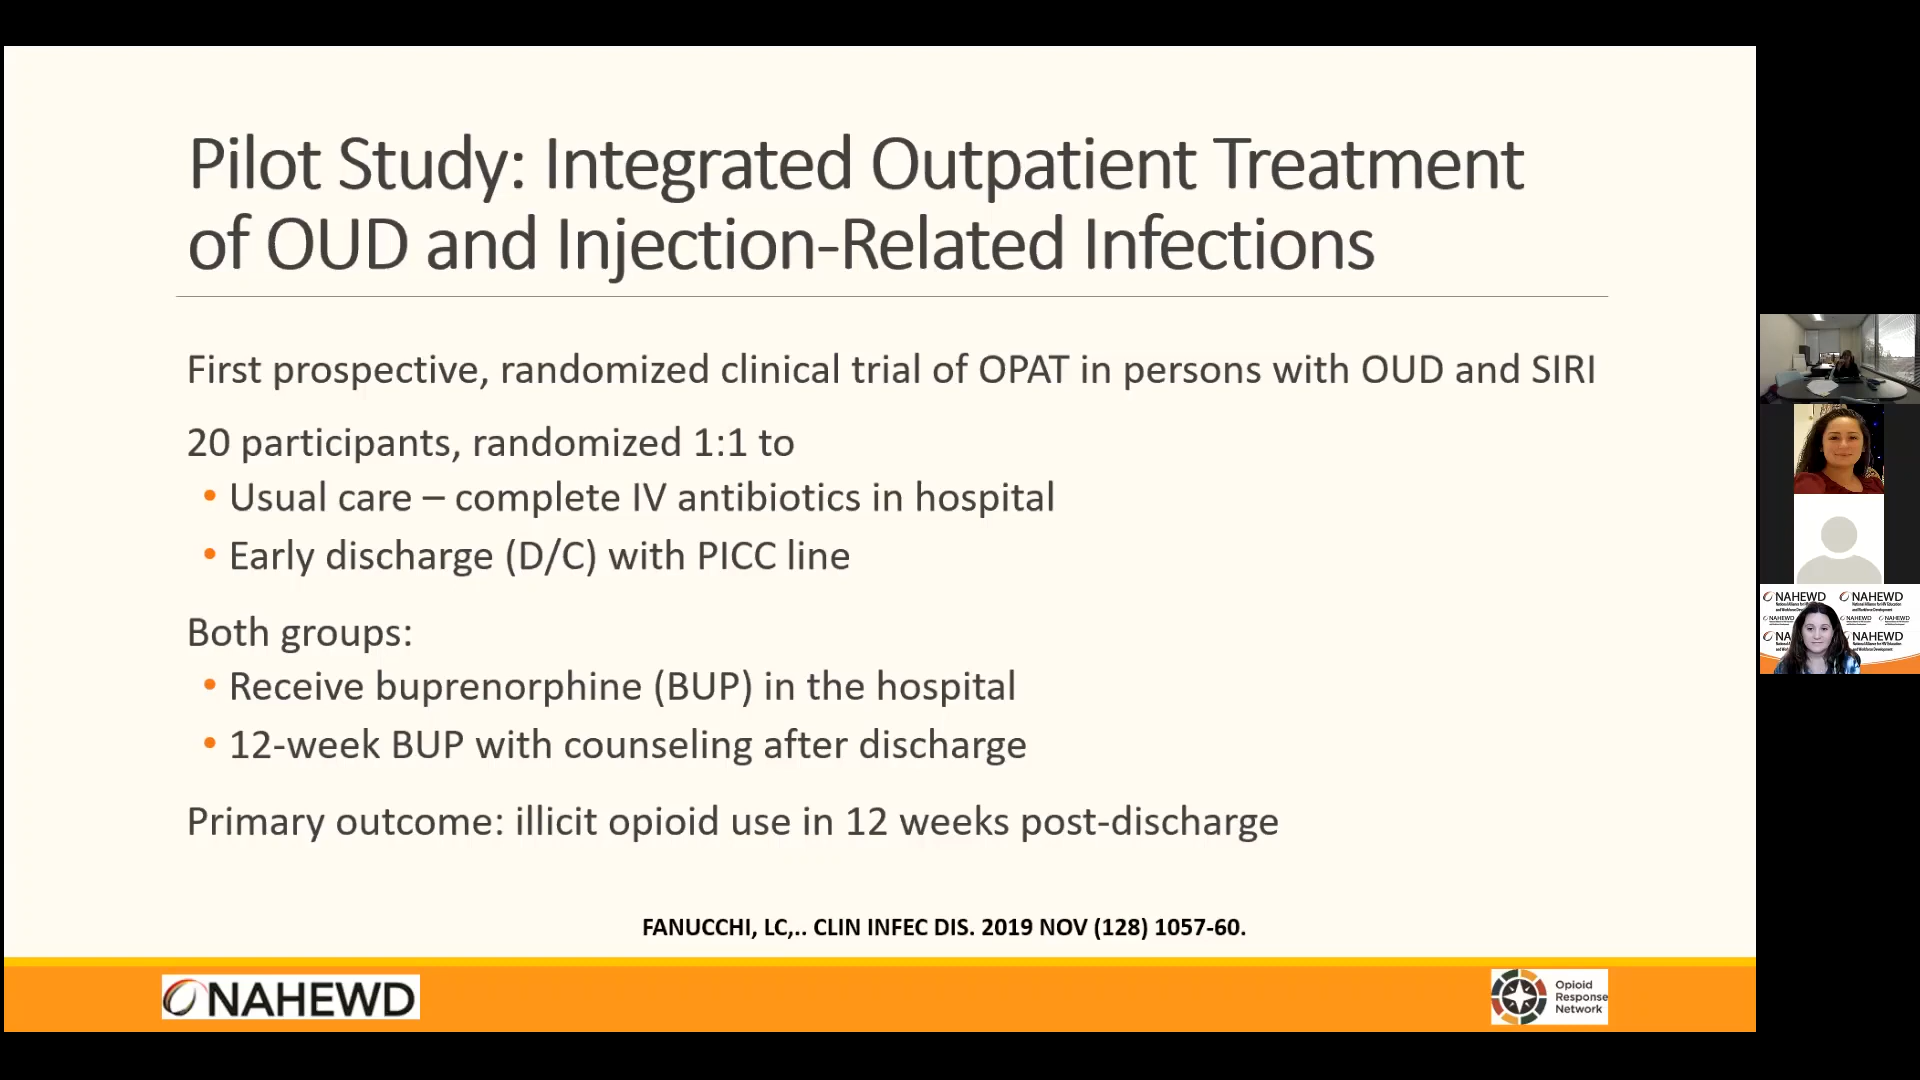 Pilot Study: Integrated Outpatient Treatment
of OUD and Injection-Related Infections
First prospective, randomized clinical trial of OPAT in persons with OUD and SIRI
20 participants, randomized 1:1 to
• Usual care – complete IV antibiotics in hospital
• Early discharge (D/C) with PICC line
Both groups:
• Receive buprenorphine (BUP) in the hospital
• 12-week BUP with counseling after discharge
Primary outcome: illicit opioid use in 12 weeks post-discharge
FANUCCHI, LC,.. CLIN INFEC DIS. 2019 NOV (128) 1057-60.
NAHEWD
Opioid
Response
Network
NAHEWD
NAHEWD
NAHEWD